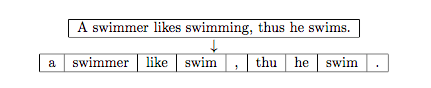 A swimmer likes swimming, thus he swims.
↓
a swimmer like swim , thu he swim .